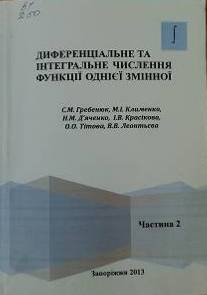 ∫
ДИФЕРЕНЦІАЛЬНЕ ТА
ІНТЕГРАЛЬНЕ ЧИСЛЕННЯ
ФУНКЦІЇ ОДНІЄЇ ЗМІННОЇ
С.М. Гребенюк, М.І. Клименко,
Н.М. Д'яченко, І.В. Красікова,
О.О. Тітова, В.В. Леонтьєва
Частина 2
Запоріжжя 2013